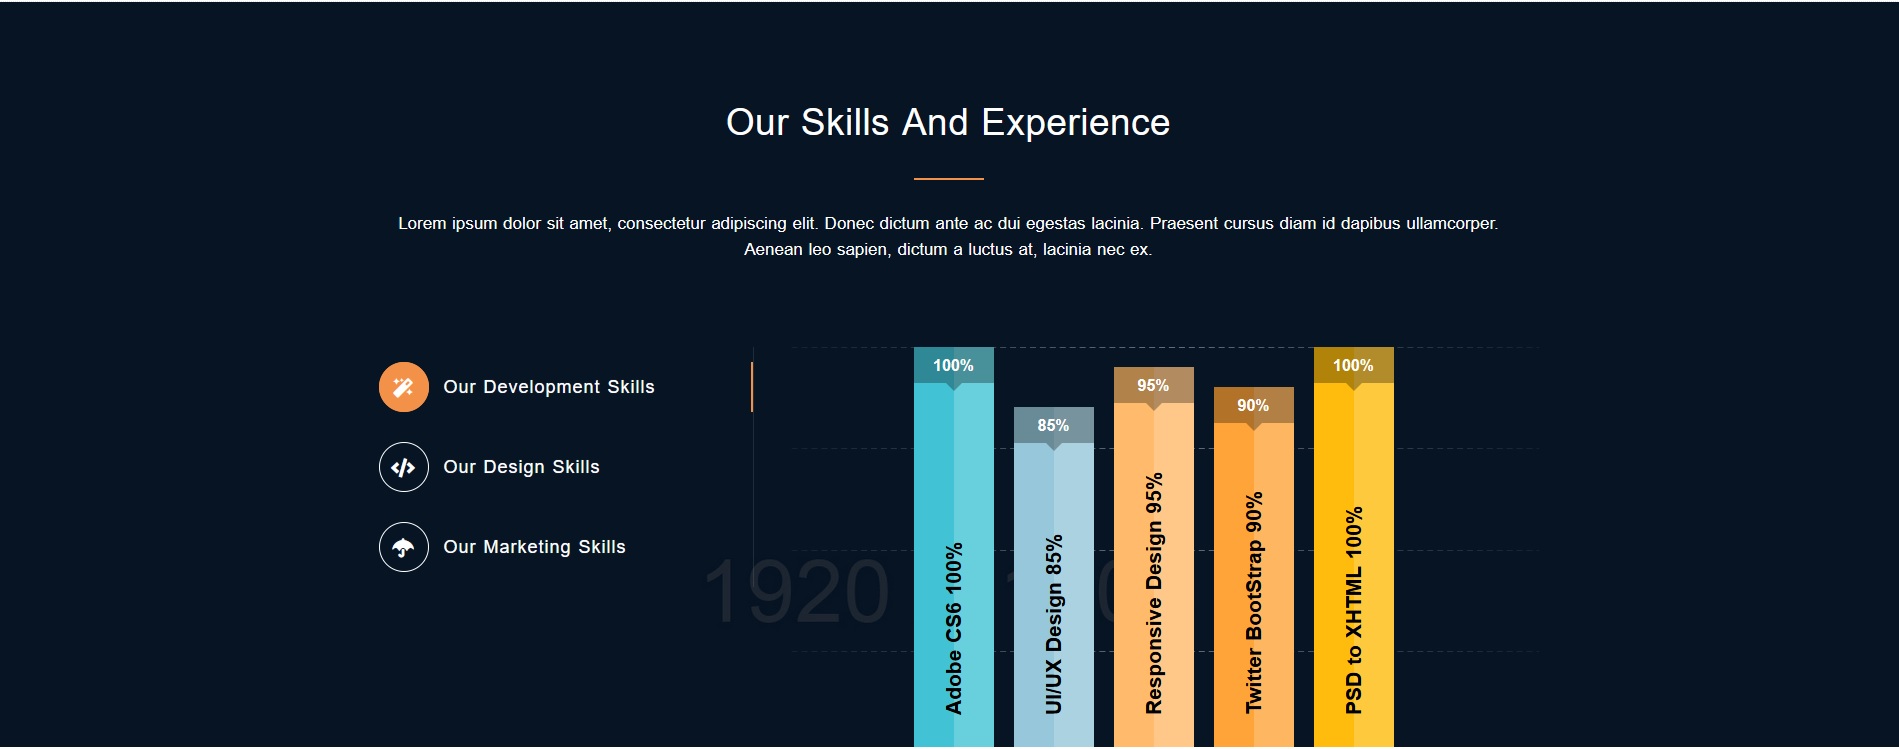 Our Skills And Experience
Lorem ipsum dolor sit amet, consectetur adipiscing elit. Donec dictum ante ac dui egestas lacinia. Praesent cursus diam id dapibus ullamcorper.
Aenean leo sapien, dictum a luctus at, lacinia nec ex.
Our Development Skills
Our Design Skills
Our Marketing Skills
100%
85%
95%
90%
100%
Adobe CS6 100%
UI/UX Design 85%
Responsive Design 95%
Twitter BootStrap 90%
PSD to XHTML 100%
1920